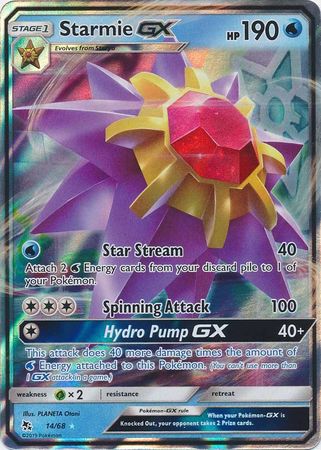 STAGE 1 Starmie GX HP 190
Evolves from Staryu
Star Stream 40
Attach 2 Energy cards from your discard pile to 1 of
your Pokémon.
Spinning Attack 100
Hydro Pump GX 40+
This attack does 40 more damage times the amount of
Energy attached to this Pokémon. (You can't use more than
1 GX attack in a game.)
weakness × 2 resistance retreat
Illus. PLANETA Otani
Pokémon-GX rule
When your Pokémon-GX is
Knocked Out, your opponent takes 2 Prize cards.
14/68
©2019 Pokémon